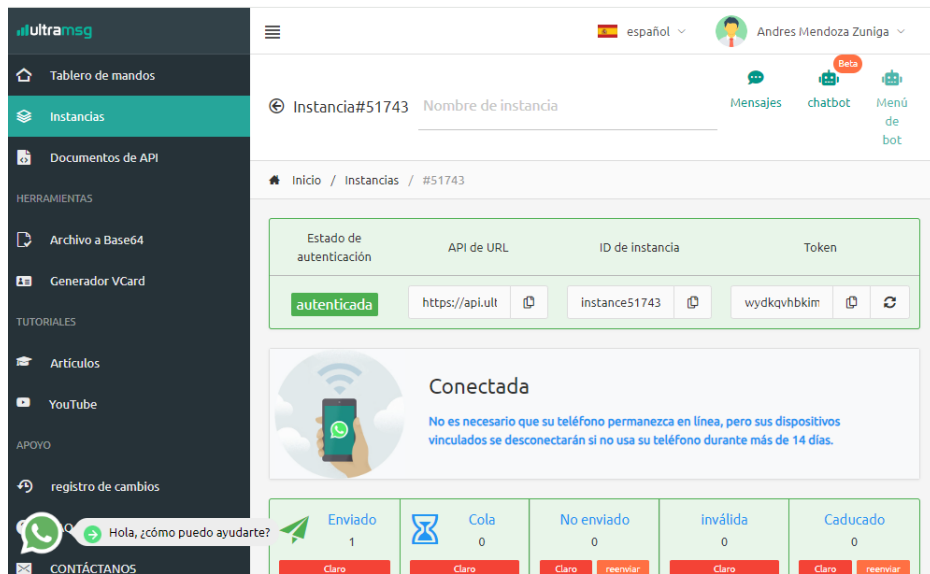 ultramsg
español
Andres Mendoza Zuniga
Tablero de mandos
Instancias
Documentos de API
HERRAMIENTAS
Archivo a Base64
Generador VCard
TUTORIALES
Artículos
YouTube
APOYO
registro de cambios
Hola, ¿cómo puedo ayudarte?
CONTÁCTANOS
Instancia#51743 Nombre de instancia
Mensajes
Beta
chatbot
Menú
de
bot
Inicio / Instancias / #51743
Estado de
autenticación
API de URL
ID de instancia
Token
autenticada
https://api.ult
instance51743
wydkqvhbkim
Conectada
No es necesario que su teléfono permanezca en línea, pero sus dispositivos
vinculados se desconectarán si no usa su teléfono durante más de 14 días.
Enviado
1
Claro
Cola
0
Claro
No enviado
0
Claro reenviar
inválida
0
Claro
Caducado
0
Claro reenviar